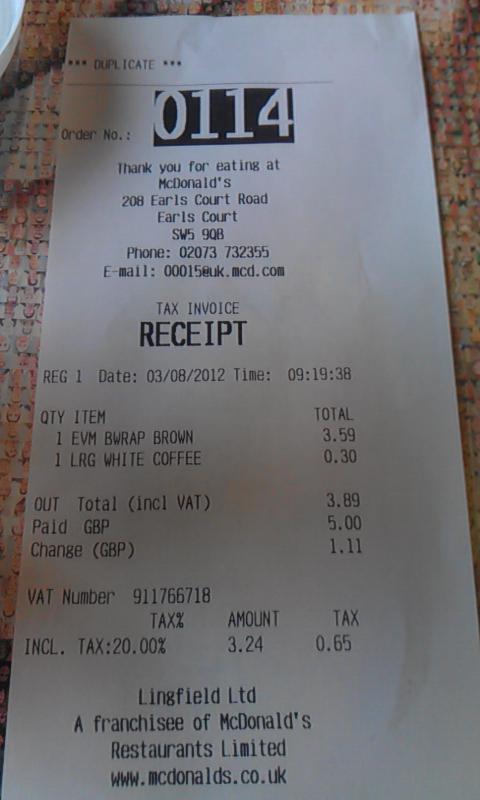 *** DUPLICATE ***
Order No.: 0114
Thank you for eating at
McDonald's
208 Earls Court Road
Earls Court
SW5 9QB
Phone: 02073 732355
E-mail: 00015@uk.mcd.com
TAX INVOICE
RECEIPT
REG 1 Date: 03/08/2012 Time: 09:19:38
QTY ITEM TOTAL
1 EVM BWRAP BROWN 3.59
1 LRG WHITE COFFEE 0.30
OUT Total (incl VAT) 3.89
Paid GBP 5.00
Change (GBP) 1.11
VAT Number 911766718
TAX% AMOUNT TAX
INCL. TAX:20.00% 3.24 0.65
Lingfield Ltd
A franchisee of McDonald's
Restaurants Limited
www.mcdonalds.co.uk